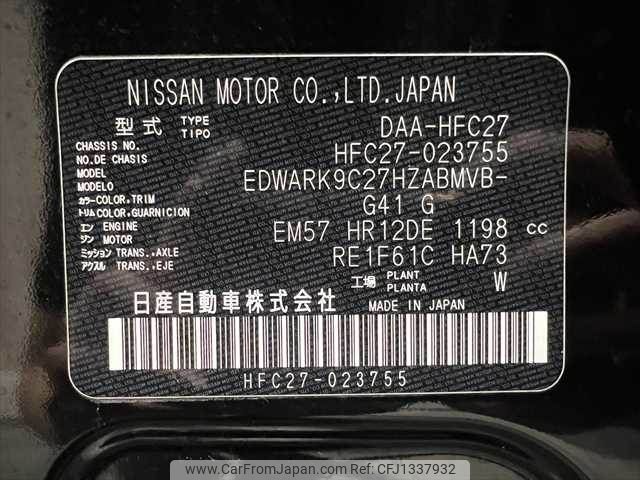 NISSAN MOTOR CO.,LTD.JAPAN
型式 TYPE TIPO DAA-HFC27
CHASSIS NO. NO.DE CHASIS HFC27-023755
MODEL MODELO EDWARK9C27HZABMVB-
カラー COLOR,TRIM トリム COLOR,GUARNICION G41 G
エン ENGINE ジン MOTOR EM57 HR12DE 1198 cc
ミッション TRANS.,AXLE アクスル TRANS.,EJE RE1F61C HA73
工場 PLANT PLANTA W
日産自動車株式会社 MADE IN JAPAN
HFC27-023755
www.CarFromJapan.com - CFJ1337932